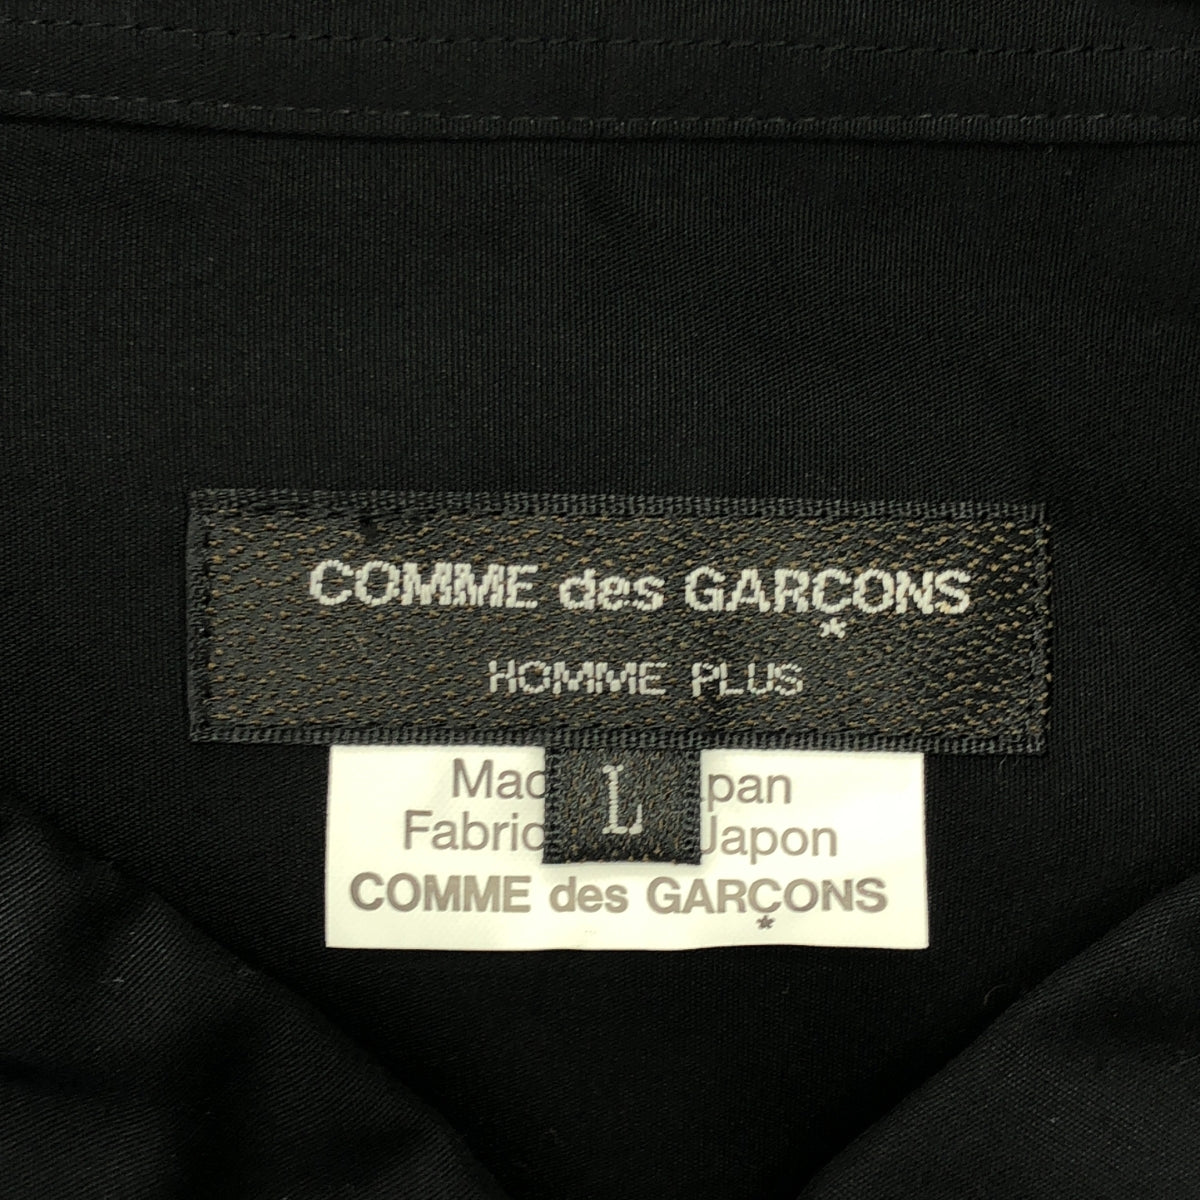 COMME des GARÇONS
HOMME PLUS
L
Mad pan
Fabric Japon
COMME des GARÇONS